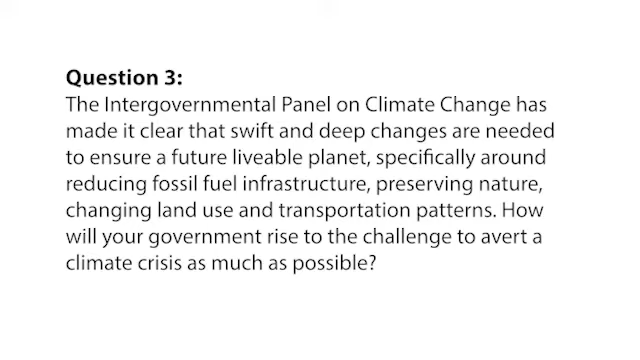 Question 3:
The Intergovernmental Panel on Climate Change has
made it clear that swift and deep changes are needed
to ensure a future liveable planet, specifically around
reducing fossil fuel infrastructure, preserving nature,
changing land use and transportation patterns. How
will your government rise to the challenge to avert a
climate crisis as much as possible?